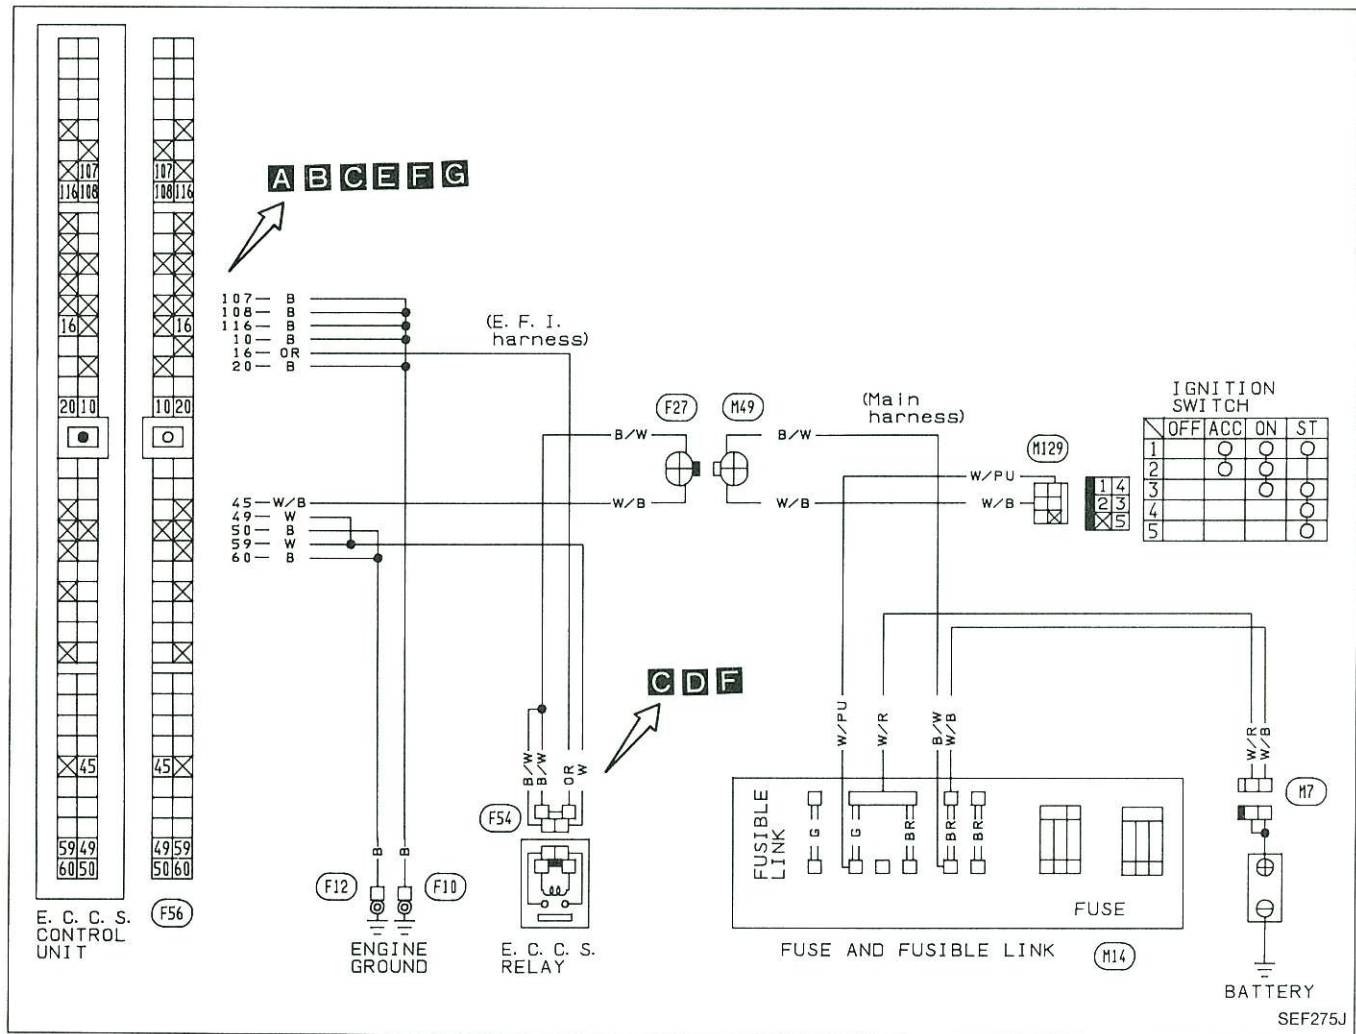 A B C E F G
107
116 108
16
20 10
45
59 49
60 50
107
108 116
16
10 20
45
49 59
50 60
107 — B
108 — B
116 — B
10 — B
16 — OR
20 — B
(E. F. I.
harness)
45 — W/B
49 — W
50 — B
59 — W
60 — B
F27
M49
B/W
B/W
W/B
W/B
(Main
harness)
M129
W/PU
W/B
1 4
2 3
5
IGNITION
SWITCH
OFF ACC ON ST
1
2
3
4
5
C D F
B/W
B/W
OR
W
W/PU
W/R
B/W
W/B
W/R
W/B
F54
M7
FUSIBLE
LINK
G
G
BR
BR
BR
FUSE
B
B
F12
F10
ENGINE
GROUND
E. C. C. S.
RELAY
E. C. C. S.
CONTROL
UNIT
F56
FUSE AND FUSIBLE LINK
M14
BATTERY
SEF275J